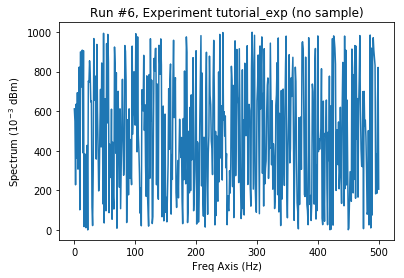 Run #6, Experiment tutorial_exp (no sample)
1000
800
600
400
200
0
Spectrum (10⁻³ dBm)
0 100 200 300 400 500
Freq Axis (Hz)